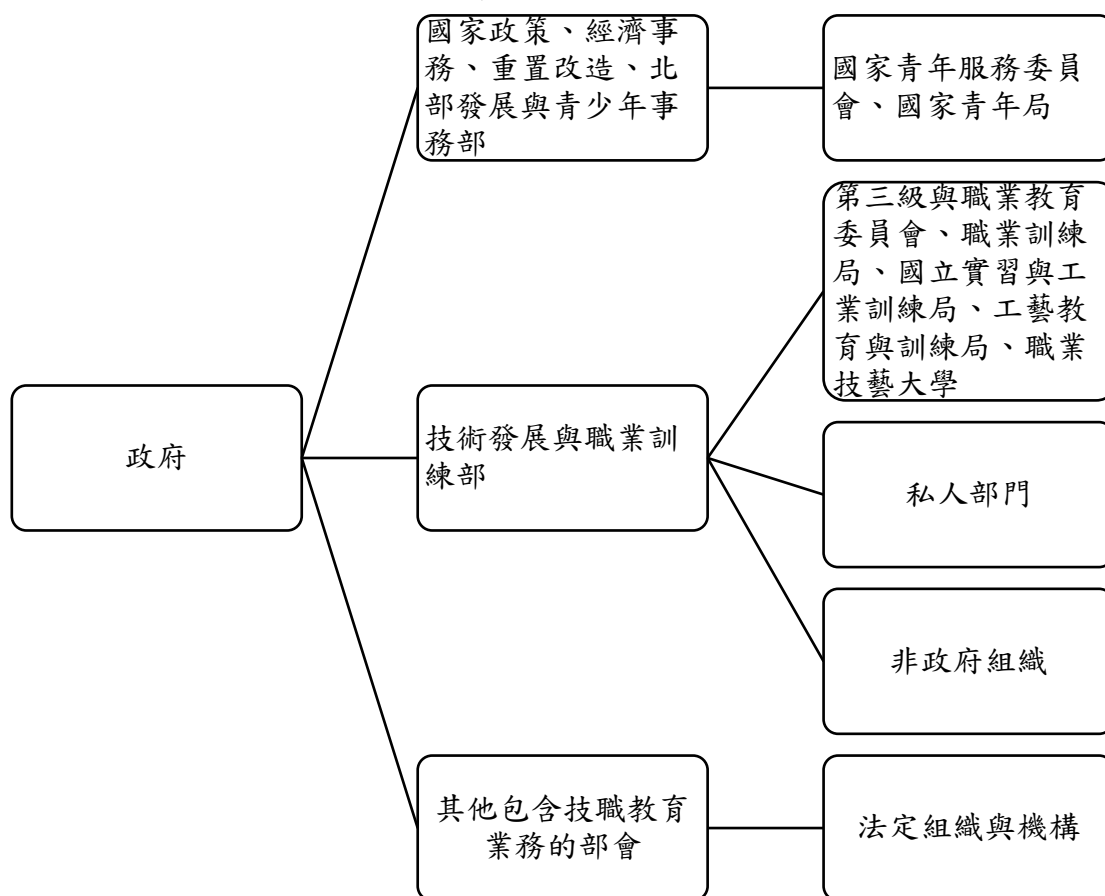 國家政策、經濟事
務、重置改造、北
部發展與青少年事
務部
國家青年服務委員
會、國家青年局
第三級與職業教育
委員會、職業訓練
局、國立實習與工
業訓練局、工藝教
育與訓練局、職業
技藝大學
政府
技術發展與職業訓
練部
私人部門
非政府組織
其他包含技職教育
業務的部會
法定組織與機構